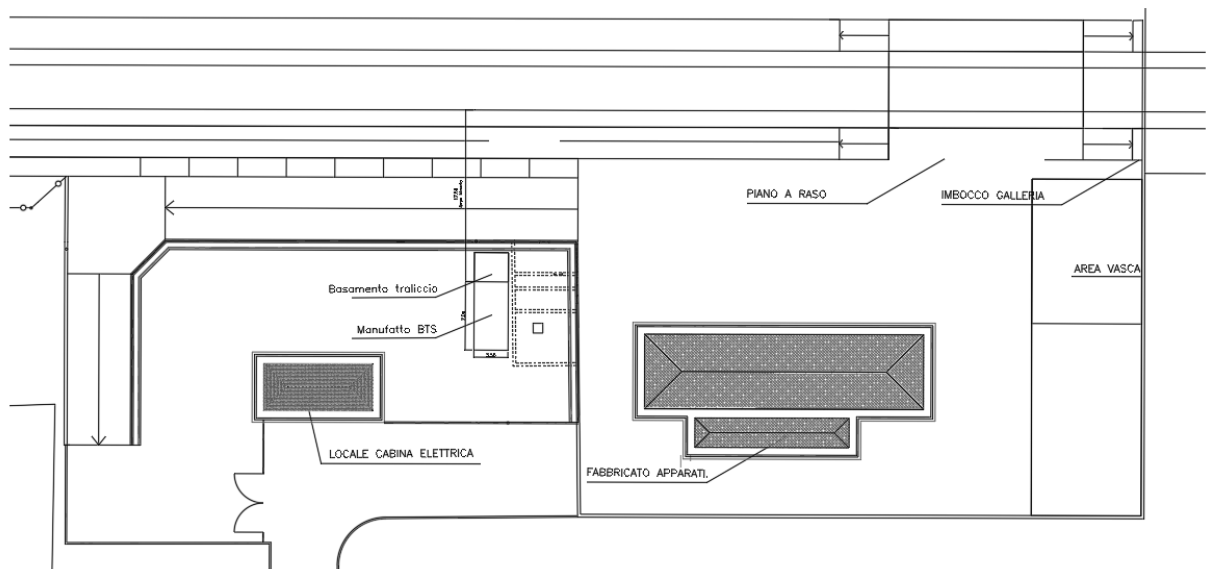 PIANO A RASO
IMBOCCO GALLERIA
AREA VASCA
Basamento traliccio
Manufatto BTS
LOCALE CABINA ELETTRICA
FABBRICATO APPARATI.